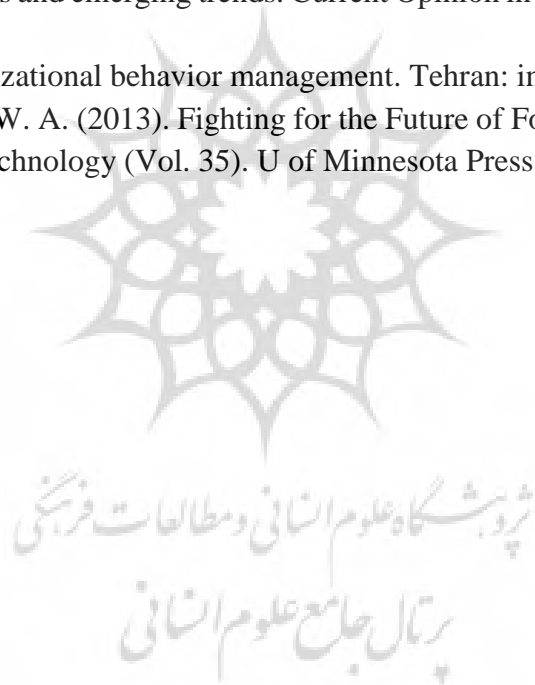 s and emerging trends. Current Opinion in
zational behavior management. Tehran: in
W. A. (2013). Fighting for the Future of Fo
chnology (Vol. 35). U of Minnesota Press
پژوهشگاه علوم انسانی و مطالعات فرهنگی
پرتال جامع علوم انسانی